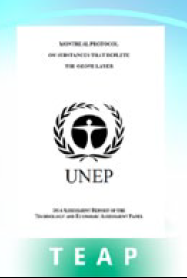 MONTREAL PROTOCOL
ON SUBSTANCES THAT DEPLETE
THE OZONE LAYER
UNEP
2014 ASSESSMENT REPORT OF THE
TECHNOLOGY AND ECONOMIC ASSESSMENT PANEL
TEAP